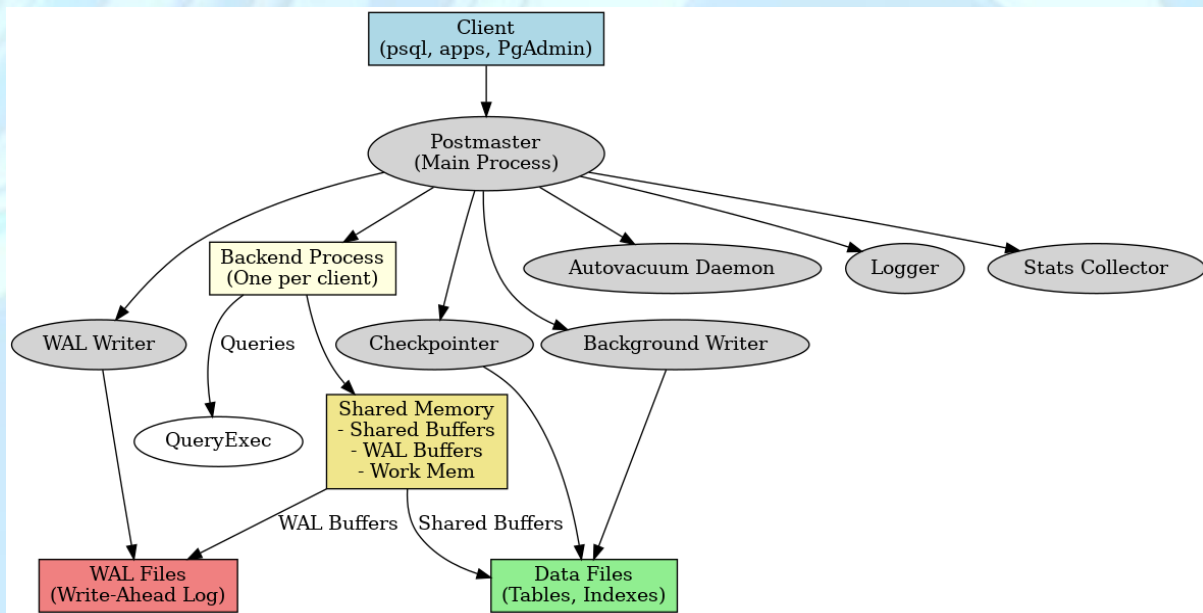 Client
(psql, apps, PgAdmin)
Postmaster
(Main Process)
Backend Process
(One per client)
Autovacuum Daemon
Logger
Stats Collector
WAL Writer
Queries
Checkpointer
Background Writer
QueryExec
Shared Memory
- Shared Buffers
- WAL Buffers
- Work Mem
WAL Buffers
Shared Buffers
WAL Files
(Write-Ahead Log)
Data Files
(Tables, Indexes)